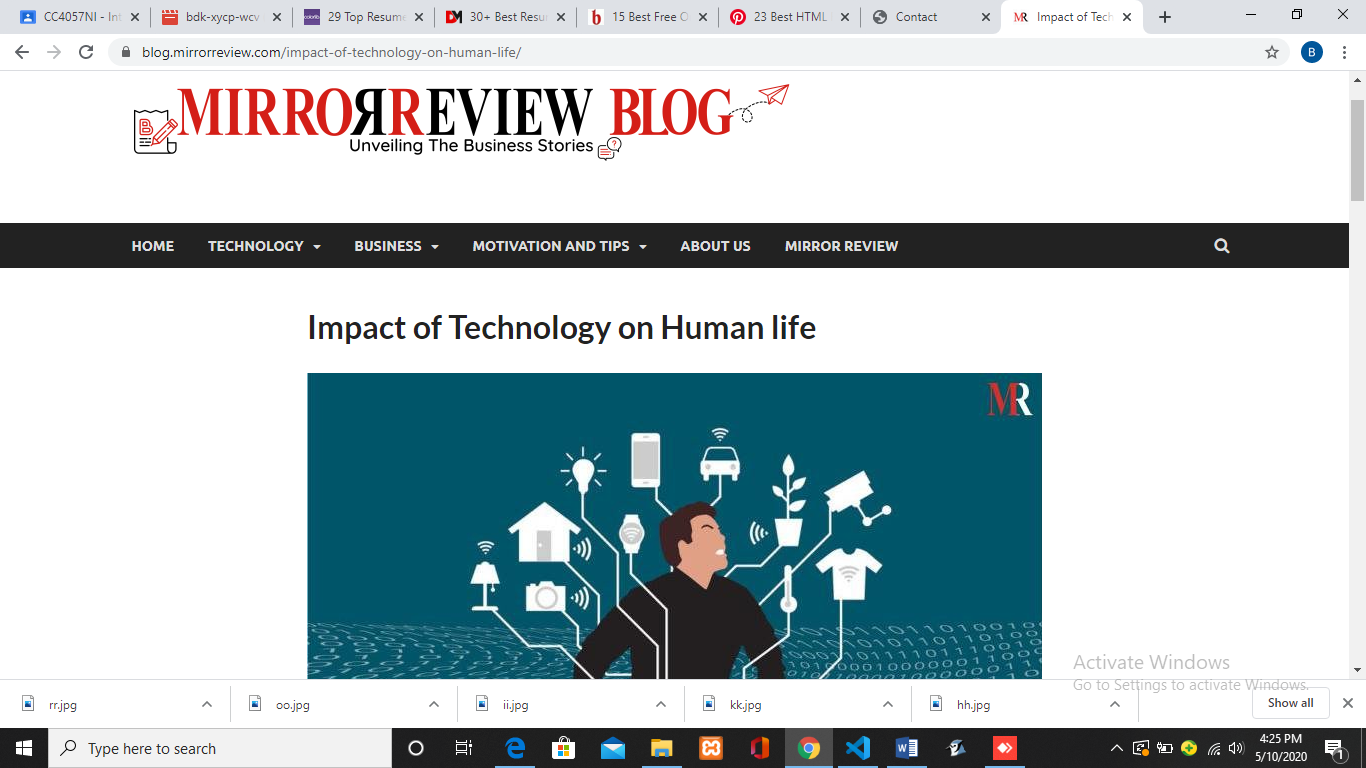 CC4057NI - Int
bdk-xycp-wcv
29 Top Resume
30+ Best Resu
15 Best Free O
23 Best HTML
Contact
Impact of Tech
blog.mirrorreview.com/impact-of-technology-on-human-life/
B
B
MIRRORREVIEW BLOG
Unveiling The Business Stories
HOME
TECHNOLOGY
BUSINESS
MOTIVATION AND TIPS
ABOUT US
MIRROR REVIEW
Impact of Technology on Human life
MR
Activate Windows
Go to Settings to activate Windows.
rr.jpg
oo.jpg
ii.jpg
kk.jpg
hh.jpg
Show all
Type here to search
4:25 PM
5/10/2020
1